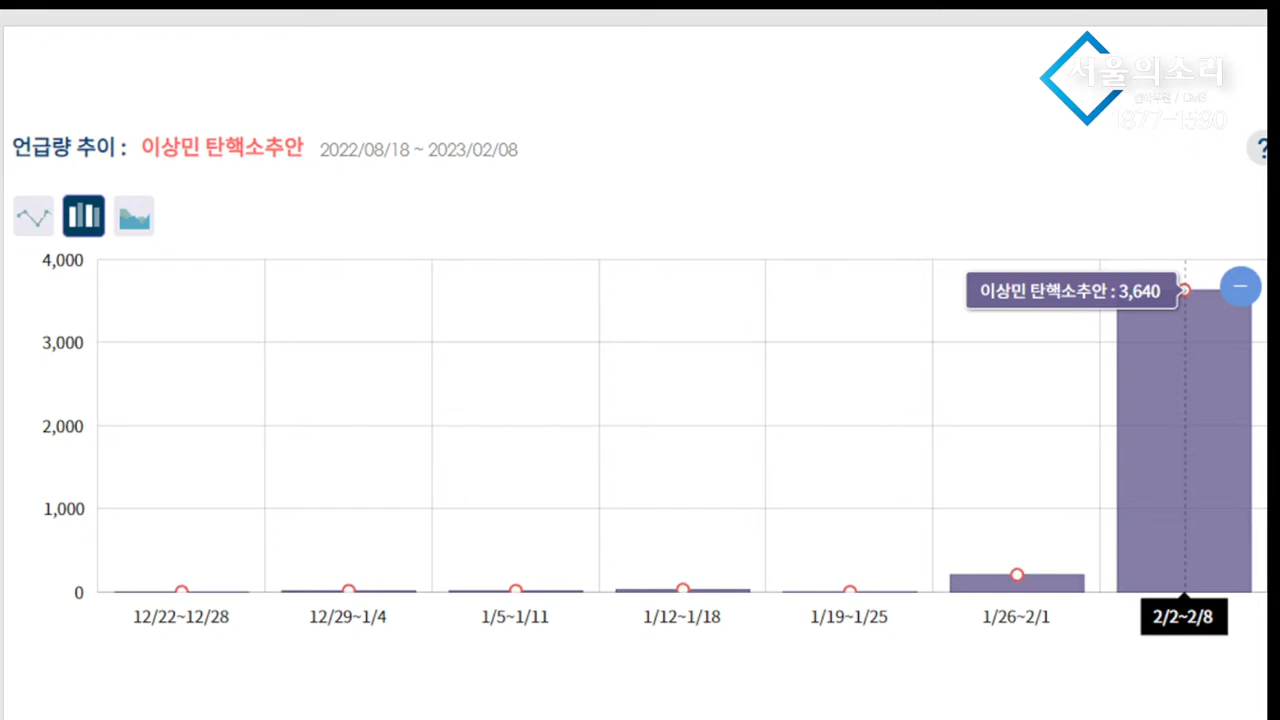 서울의소리
1877-1590
언급량 추이 : 이상민 탄핵소추안 2022/08/18 ~ 2023/02/08
?
4,000
이상민 탄핵소추안 : 3,640
3,000
2,000
1,000
0
12/22~12/28 12/29~1/4 1/5~1/11 1/12~1/18 1/19~1/25 1/26~2/1 2/2~2/8